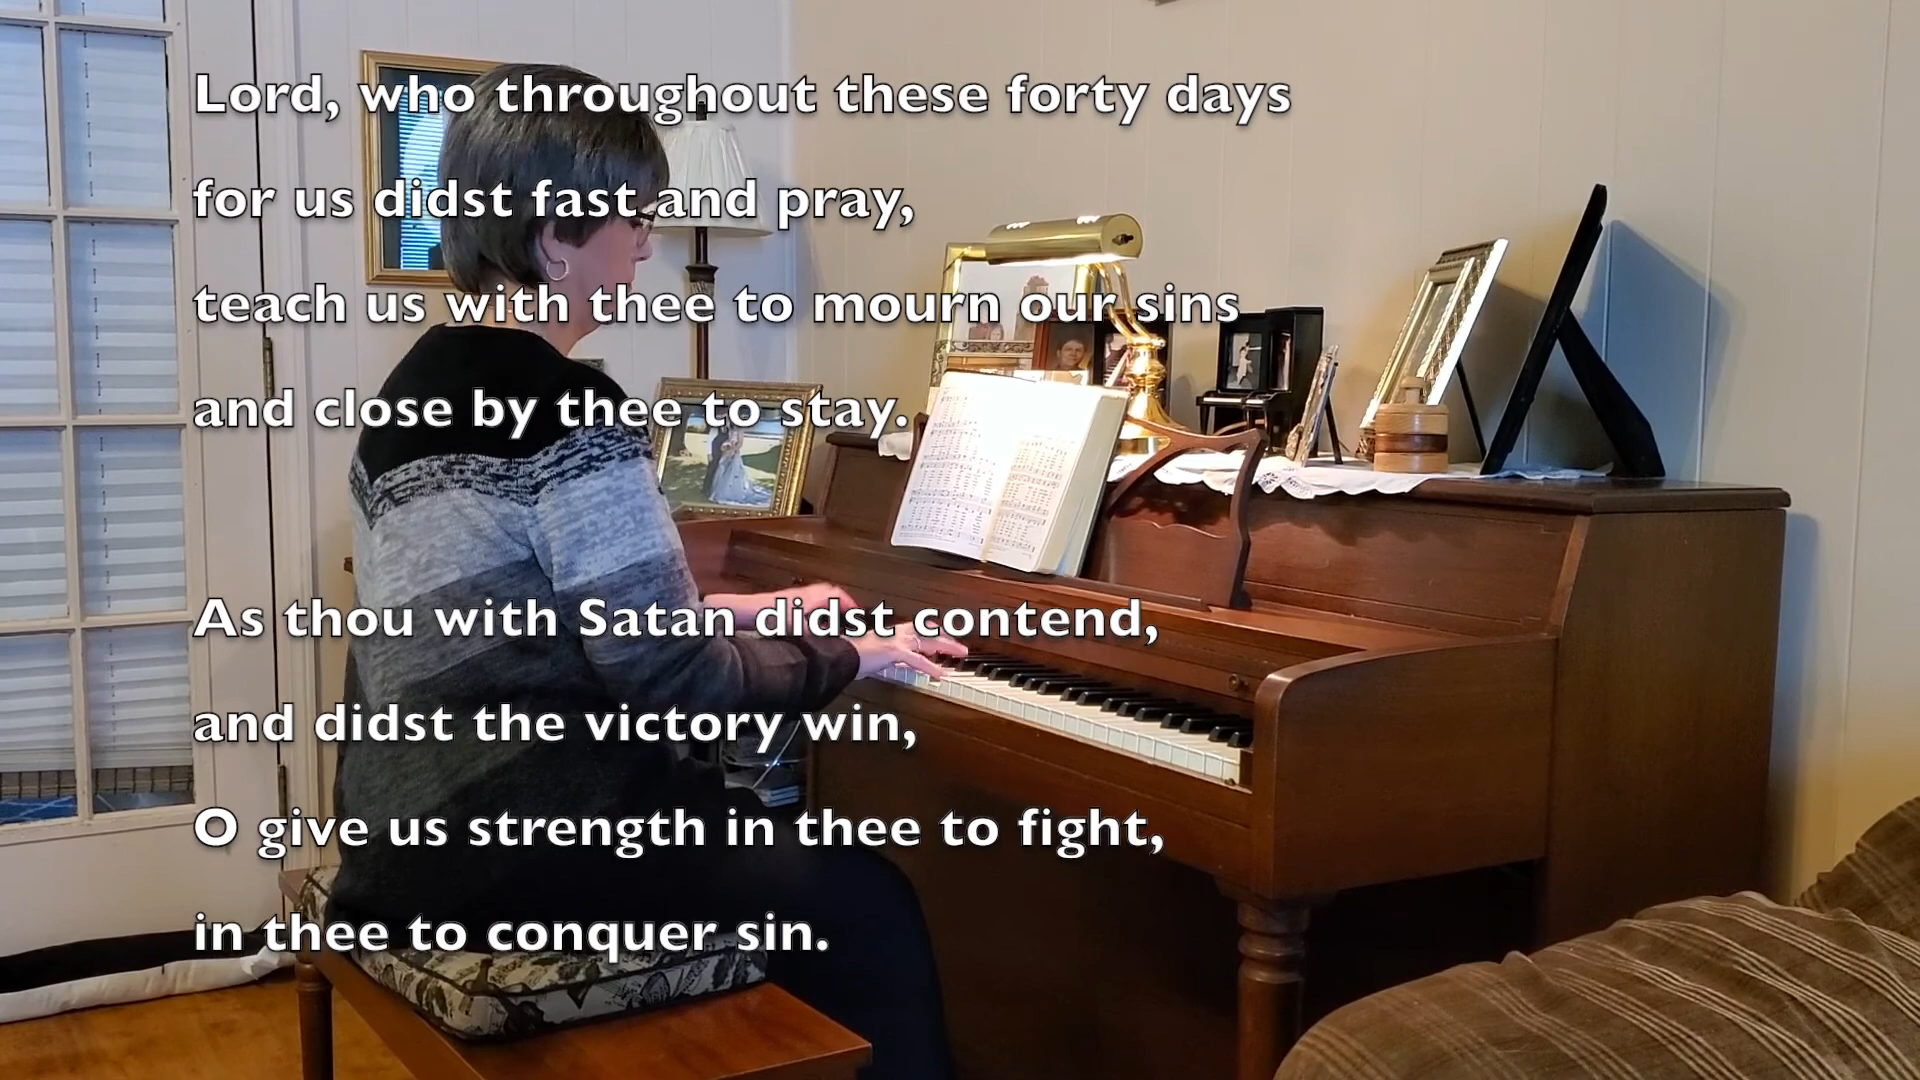 Lord, who throughout these forty days
for us didst fast and pray,
teach us with thee to mourn our sins
and close by thee to stay.
As thou with Satan didst contend,
and didst the victory win,
O give us strength in thee to fight,
in thee to conquer sin.